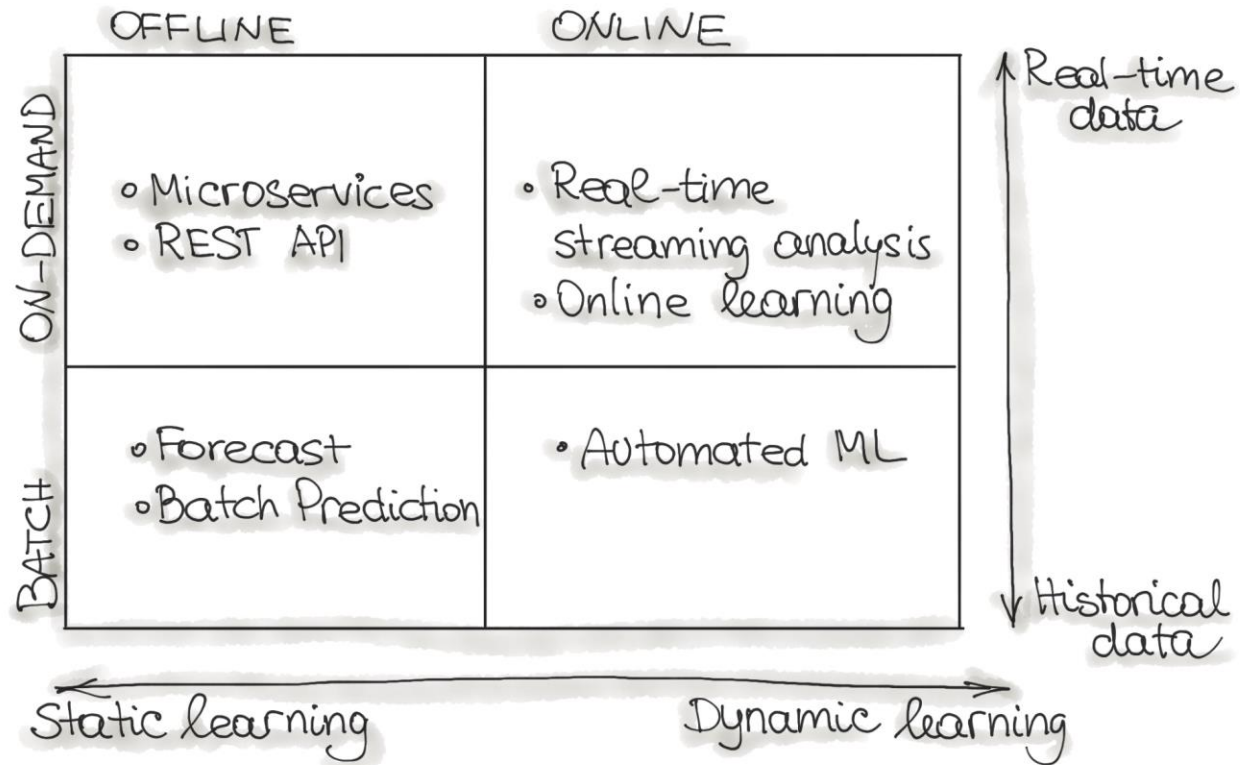 OFFLINE
ONLINE
ON-DEMAND
• Microservices
• REST API
• Real-time
streaming analysis
• Online learning
Real-time
data
BATCH
• Forecast
• Batch Prediction
• Automated ML
Historical
data
Static learning
Dynamic learning